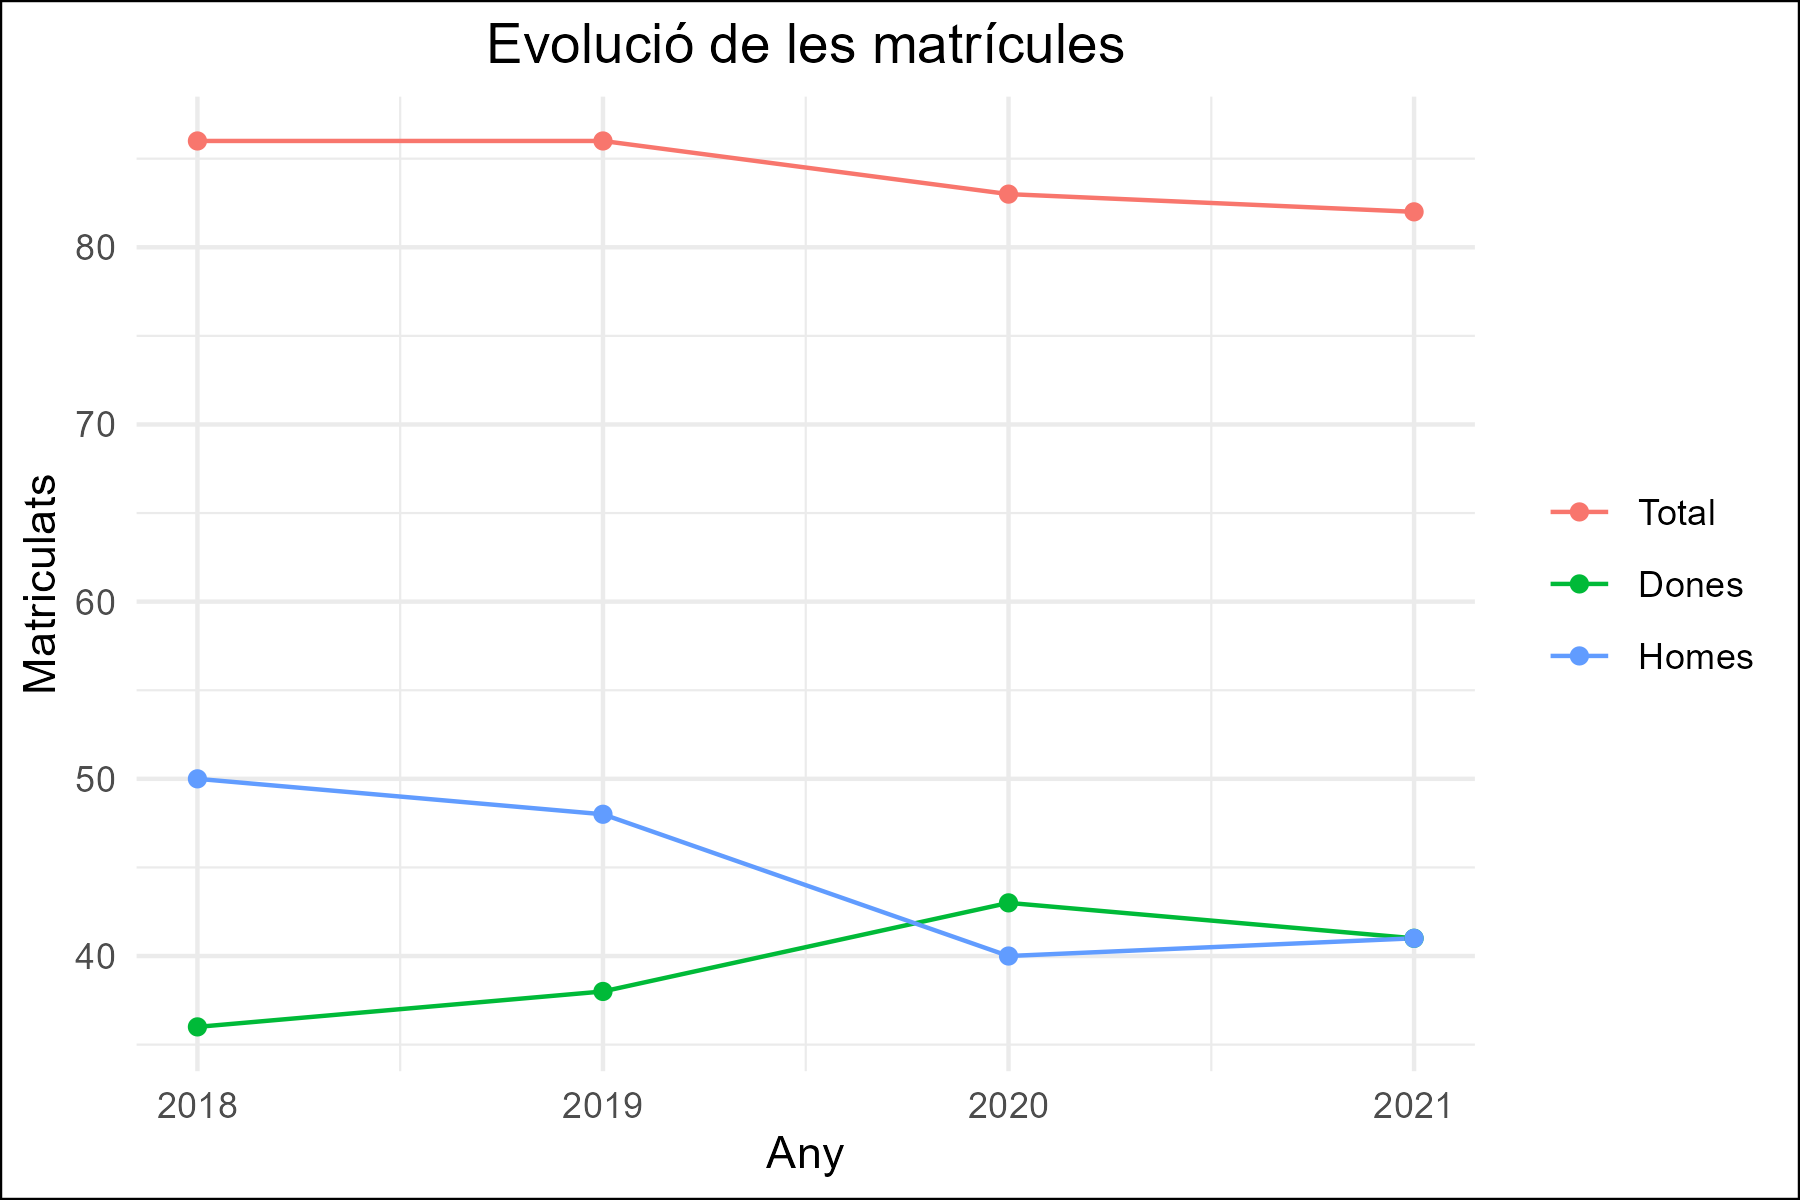 Evolució de les matrícules
80
70
60
50
40
Matriculats
2018
2019
2020
2021
Any
Total
Dones
Homes